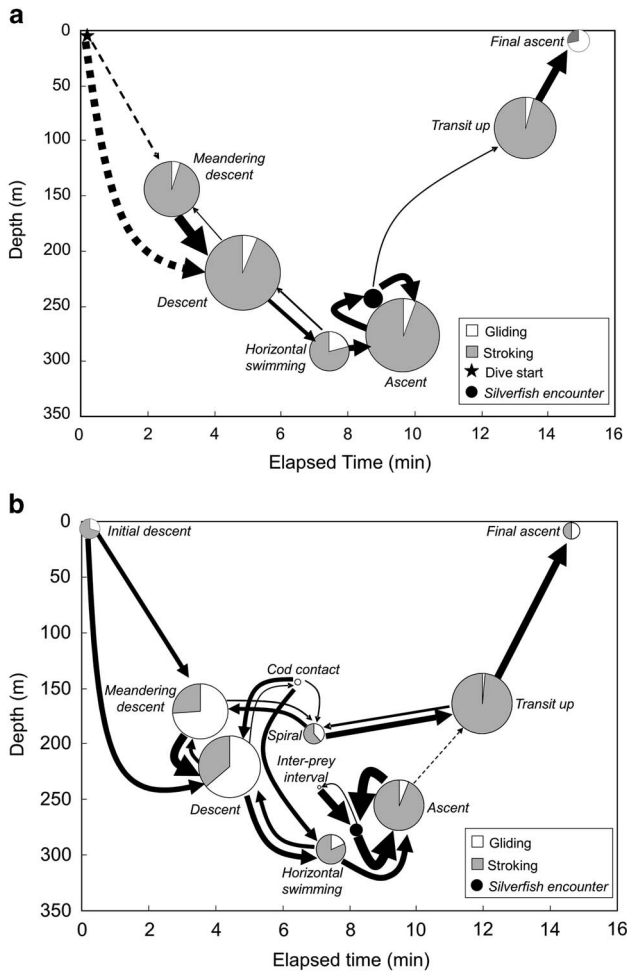 a
0
50
100
150
200
250
300
350
Depth (m)
Final ascent
Transit up
Meandering
descent
Descent
Horizontal
swimming
Ascent
Gliding
Stroking
Dive start
Silverfish encounter
0 2 4 6 8 10 12 14 16
Elapsed Time (min)
b
0
50
100
150
200
250
300
350
Depth (m)
Initial descent
Final ascent
Cod contact
Meandering
descent
Spiral
Transit up
Inter-prey
interval
Descent
Ascent
Horizontal
swimming
Gliding
Stroking
Silverfish encounter
0 2 4 6 8 10 12 14 16
Elapsed time (min)